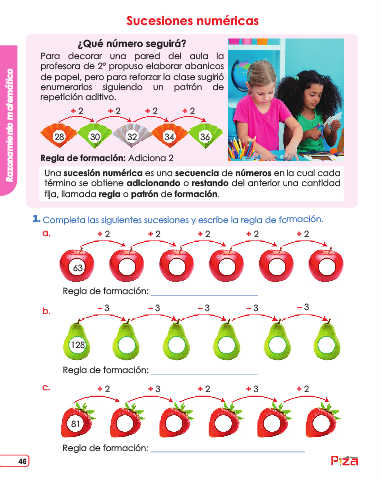 Sucesiones numéricas
¿Qué número seguirá?
Para decorar una pared del aula la
profesora de 2° propuso elaborar abanicos
de papel, pero para reforzar la clase sugirió
enumerarlos siguiendo un patrón de
repetición aditivo.
+ 2 + 2 + 2 + 2
28 30 32 34 36
Regla de formación: Adiciona 2
Una sucesión numérica es una secuencia de números en la cual cada
término se obtiene adicionando o restando del anterior una cantidad
fija, llamada regla o patrón de formación.
Razonamiento matemático
1. Completa las siguientes sucesiones y escribe la regla de formación.
a. + 2 + 2 + 2 + 2 + 2
63
Regla de formación:
b. – 3 – 3 – 3 – 3 – 3
128
Regla de formación:
c. + 2 + 3 + 2 + 3 + 2
81
Regla de formación:
46